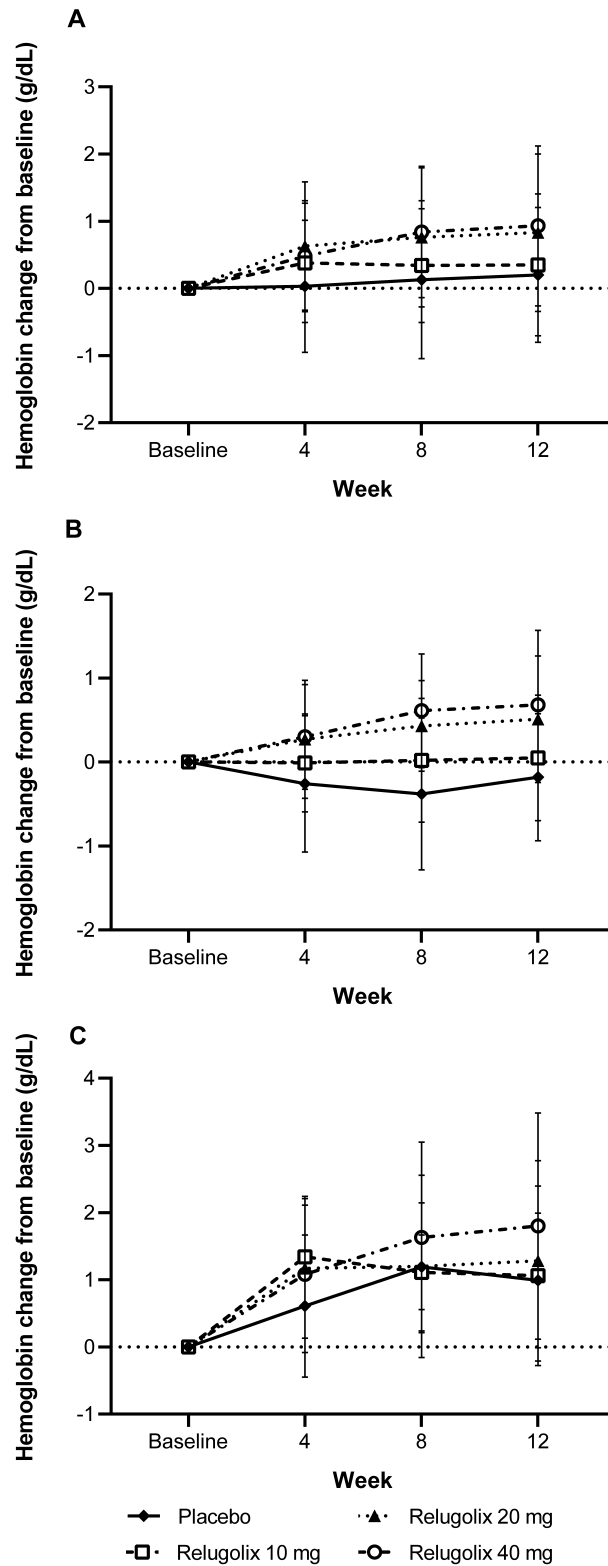 A
Hemoglobin change from baseline (g/dL)
3
2
1
0
-1
-2
Baseline 4 8 12
Week
B
Hemoglobin change from baseline (g/dL)
2
1
0
-1
-2
Baseline 4 8 12
Week
C
Hemoglobin change from baseline (g/dL)
4
3
2
1
0
-1
Baseline 4 8 12
Week
Placebo Relugolix 20 mg
Relugolix 10 mg Relugolix 40 mg